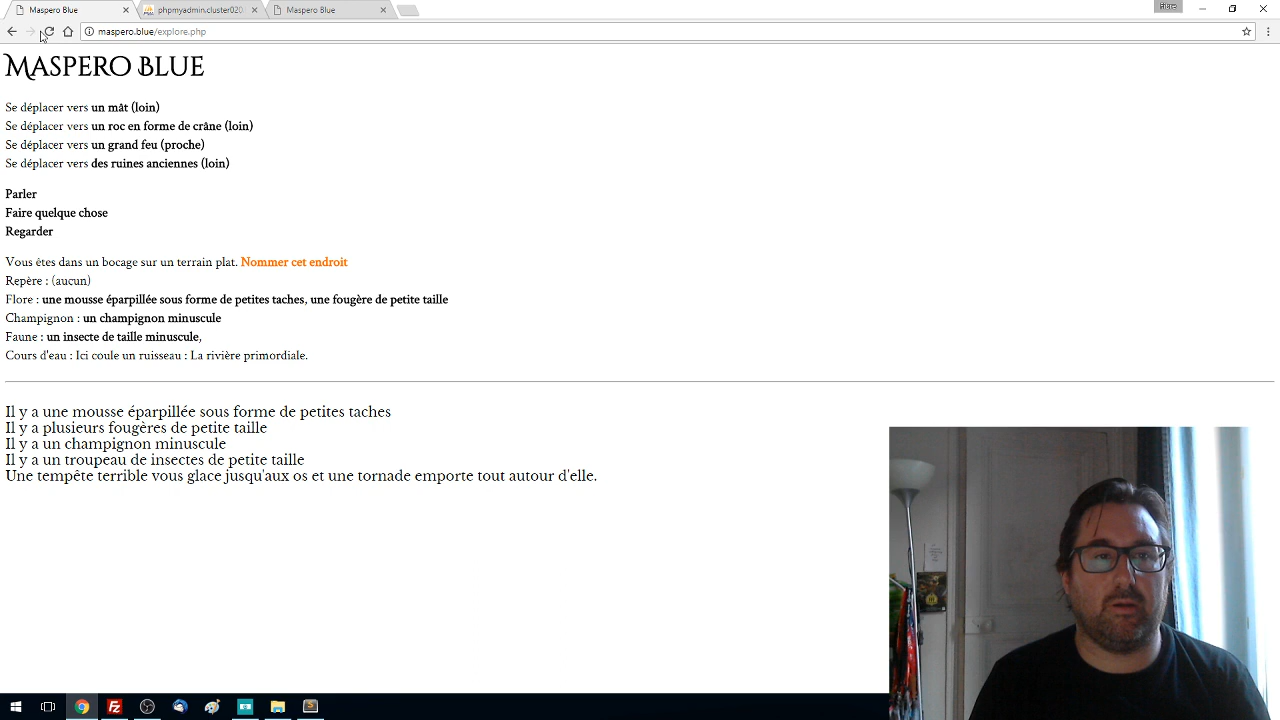 Maspero Blue
phpmyadmin.cluster020
Maspero Blue
maspero.blue/explore.php
Maspero Blue
Se déplacer vers un mât (loin)
Se déplacer vers un roc en forme de crâne (loin)
Se déplacer vers un grand feu (proche)
Se déplacer vers des ruines anciennes (loin)
Parler
Faire quelque chose
Regarder
Vous êtes dans un bocage sur un terrain plat. Nommer cet endroit
Repère : (aucun)
Flore : une mousse éparpillée sous forme de petites taches, une fougère de petite taille
Champignon : un champignon minuscule
Faune : un insecte de taille minuscule,
Cours d'eau : Ici coule un ruisseau : La rivière primordiale.
Il y a une mousse éparpillée sous forme de petites taches
Il y a plusieurs fougères de petite taille
Il y a un champignon minuscule
Il y a un troupeau de insectes de petite taille
Une tempête terrible vous glace jusqu'aux os et une tornade emporte tout autour d'elle.